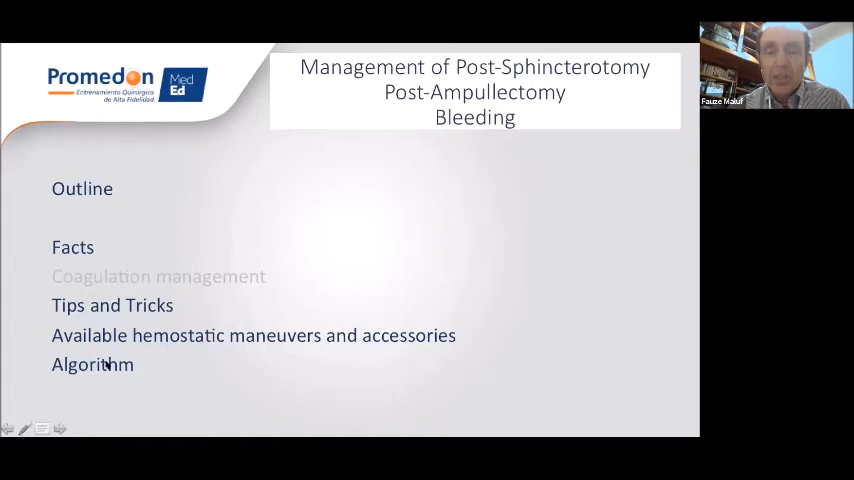 Promedon
Entrenamiento Quirúrgico
de Alta Fidelidad
Med
Ed
Management of Post-Sphincterotomy
Post-Ampullectomy
Bleeding
Fauze Maluf
Outline
Facts
Coagulation management
Tips and Tricks
Available hemostatic maneuvers and accessories
Algorithm